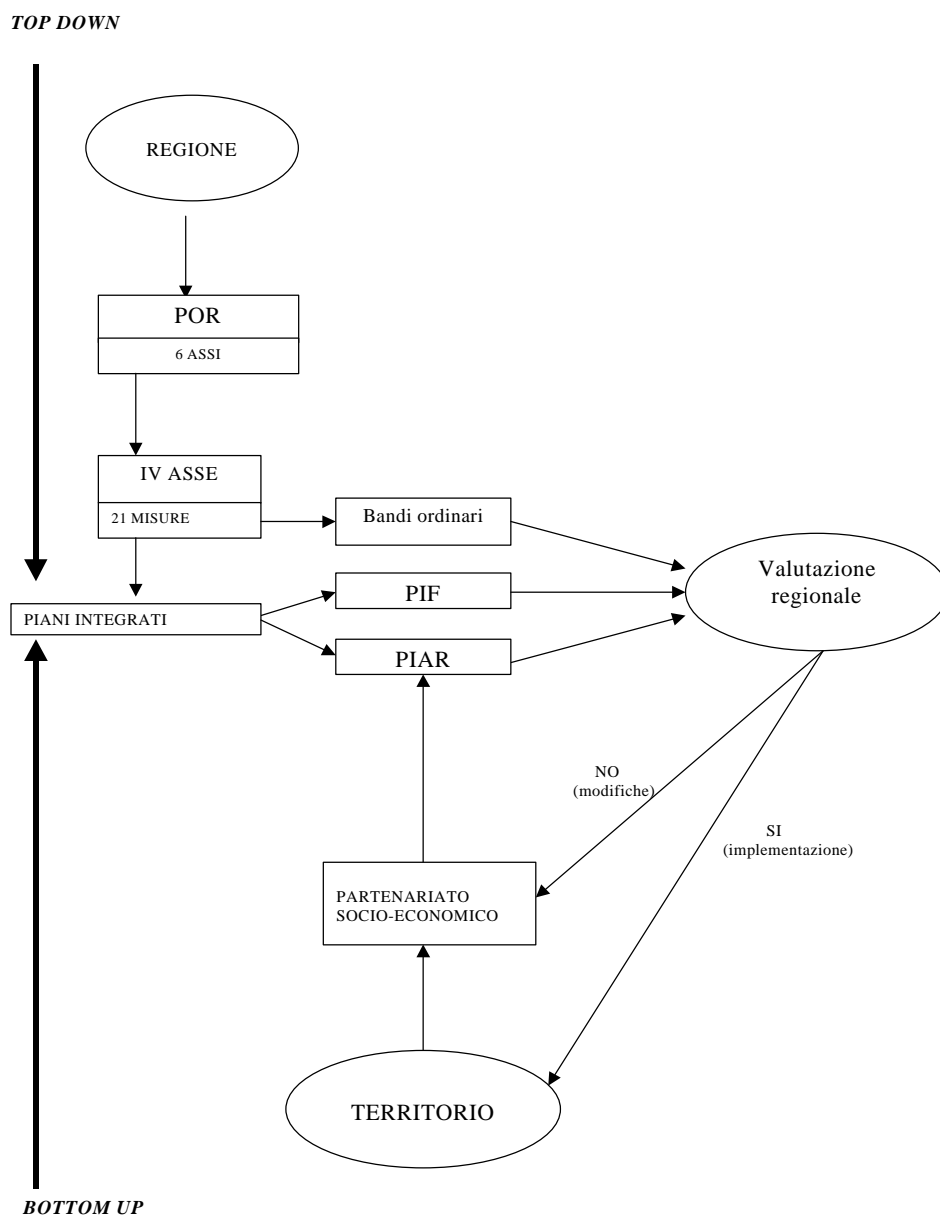 TOP DOWN
REGIONE
POR
6 ASSI
IV ASSE
21 MISURE
Bandi ordinari
Valutazione
regionale
PIF
PIANI INTEGRATI
PIAR
NO
(modifiche)
SI
(implementazione)
PARTENARIATO
SOCIO-ECONOMICO
TERRITORIO
BOTTOM UP